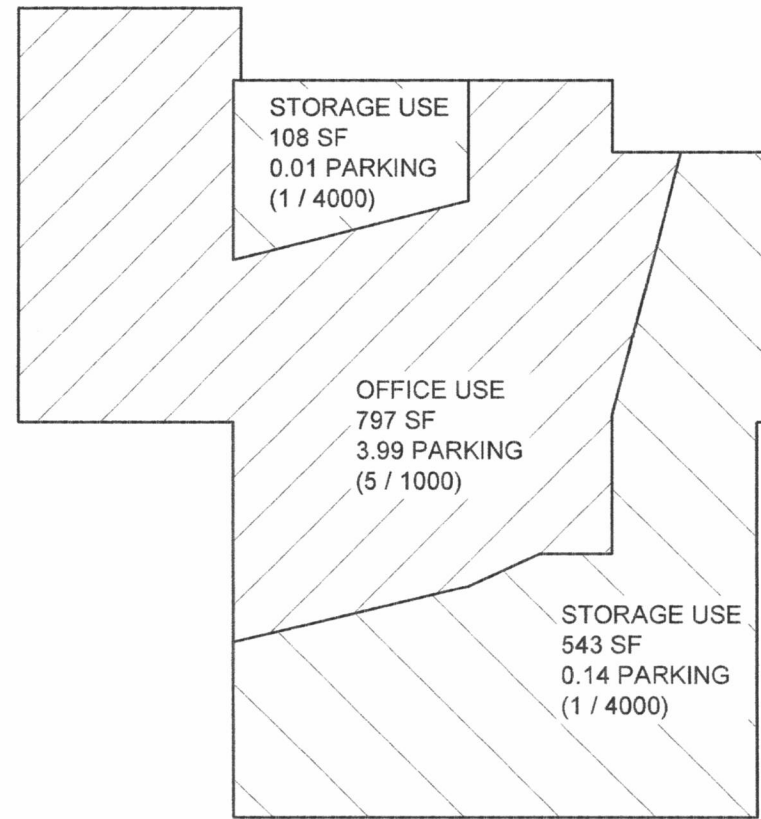 STORAGE USE
108 SF
0.01 PARKING
(1 / 4000)
OFFICE USE
797 SF
3.99 PARKING
(5 / 1000)
STORAGE USE
543 SF
0.14 PARKING
(1 / 4000)